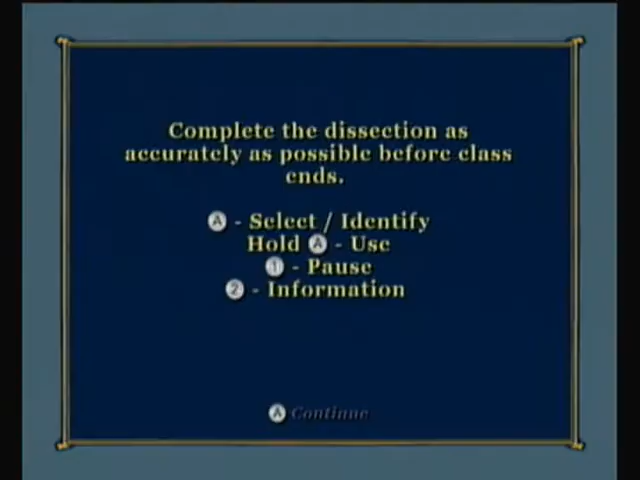 Complete the dissection as
accurately as possible before class
ends.
A - Select / Identify
Hold A - Use
1 - Pause
2 - Information
A Continue